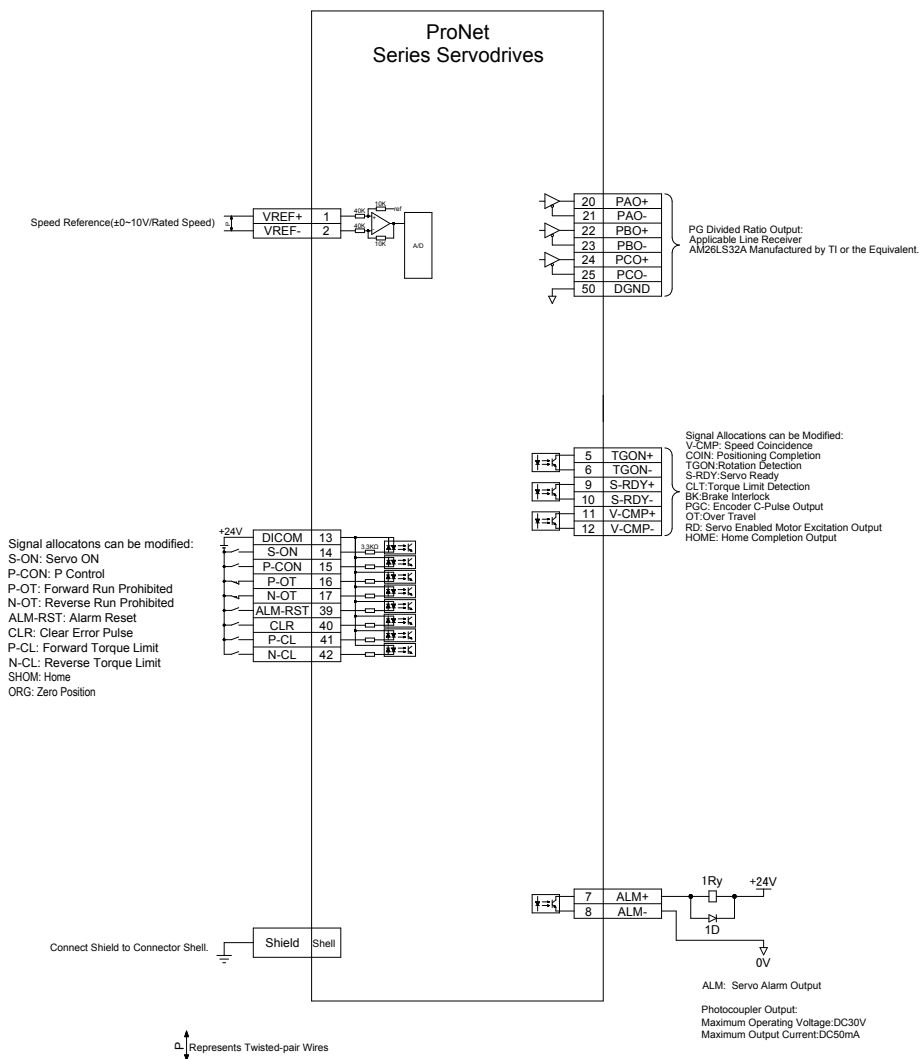 ProNet
Series Servodrives
Speed Reference(±0~10V/Rated Speed)
P
VREF+ 1
VREF- 2
40K
40K
10K
ref
10K
A/D
20 PAO+
21 PAO-
22 PBO+
23 PBO-
24 PCO+
25 PCO-
50 DGND
PG Divided Ratio Output:
Applicable Line Receiver
AM26LS32A Manufactured by TI or the Equivalent.
5 TGON+
6 TGON-
9 S-RDY+
10 S-RDY-
11 V-CMP+
12 V-CMP-
Signal Allocations can be Modified:
V-CMP: Speed Coincidence
COIN: Positioning Completion
TGON:Rotation Detection
S-RDY:Servo Ready
CLT:Torque Limit Detection
BK:Brake Interlock
PGC: Encoder C-Pulse Output
OT:Over Travel
RD: Servo Enabled Motor Excitation Output
HOME: Home Completion Output
Signal allocatons can be modified:
S-ON: Servo ON
P-CON: P Control
P-OT: Forward Run Prohibited
N-OT: Reverse Run Prohibited
ALM-RST: Alarm Reset
CLR: Clear Error Pulse
P-CL: Forward Torque Limit
N-CL: Reverse Torque Limit
SHOM: Home
ORG: Zero Position
+24V
DICOM 13
S-ON 14
P-CON 15
P-OT 16
N-OT 17
ALM-RST 39
CLR 40
P-CL 41
N-CL 42
3.3KΩ
7 ALM+
8 ALM-
1Ry
+24V
1D
0V
ALM: Servo Alarm Output
Photocoupler Output:
Maximum Operating Voltage:DC30V
Maximum Output Current:DC50mA
Connect Shield to Connector Shell.
Shield Shell
P Represents Twisted-pair Wires